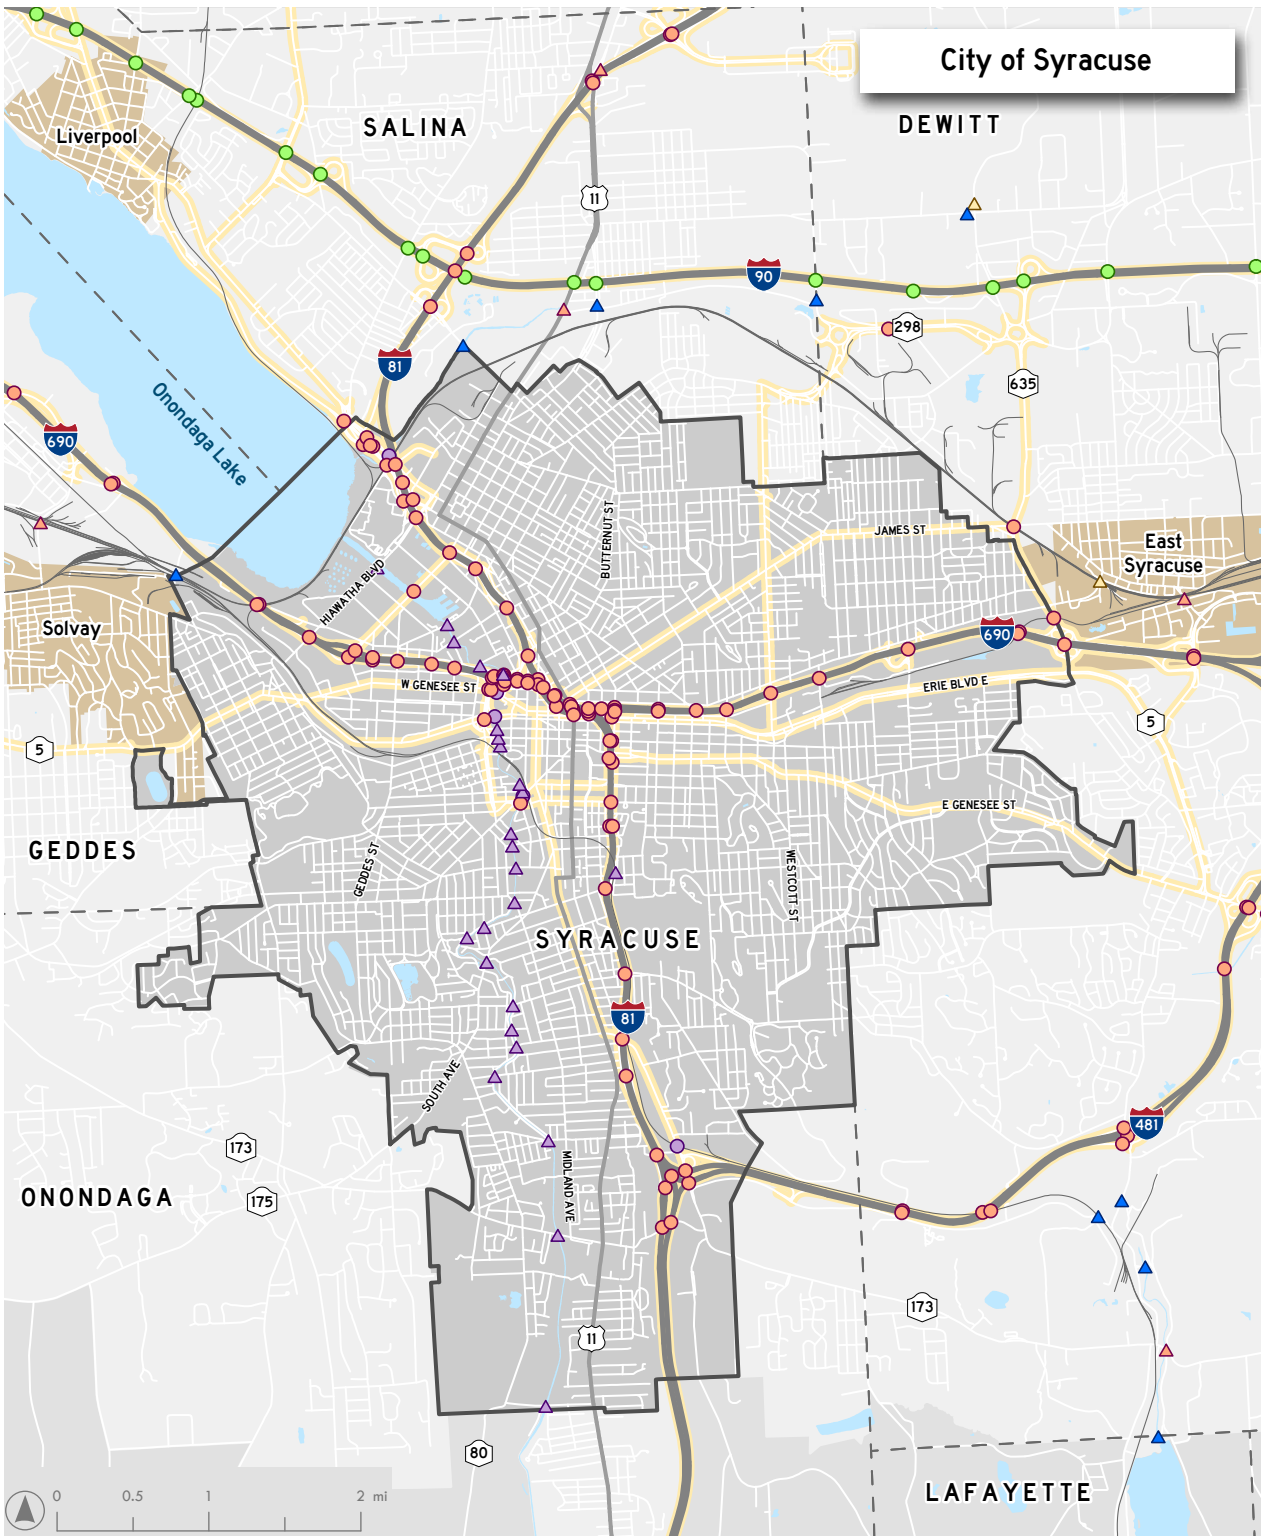 City of Syracuse
SALINA
DEWITT
Liverpool
11
90
298
81
635
Onondaga Lake
690
BUTTERNUT ST
JAMES ST
East
Syracuse
HIAWATHA BLVD
Solvay
690
W GENESEE ST
ERIE BLVD E
5
5
E GENESEE ST
GEDDES
GEDDES ST
WESTCOTT ST
SYRACUSE
81
SOUTH AVE
481
173
MIDLAND AVE
ONONDAGA
175
173
11
80
LAFAYETTE
0 0.5 1 2 mi